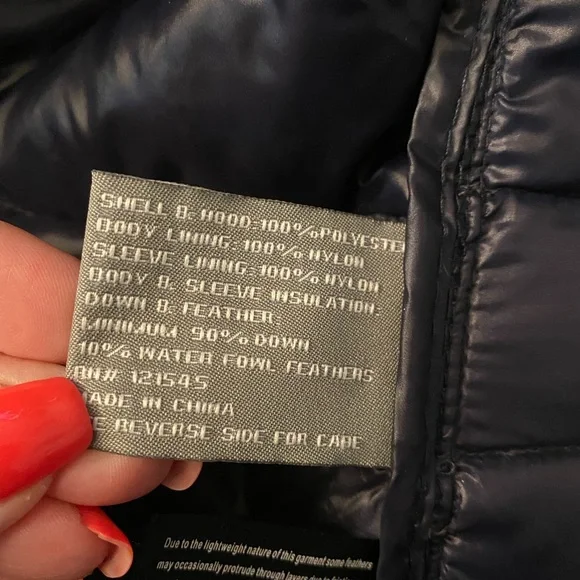 SHELL & HOOD:100%POLYESTER
BODY LINING: 100% NYLON
SLEEVE LINING: 100% NYLON
BODY & SLEEVE INSULATION:
DOWN & FEATHER:
MINIMUM 90% DOWN
10% WATER FOWL FEATHERS
RN# 121545
MADE IN CHINA
REVERSE SIDE FOR CARE
Due to the lightweight nature of this garment some feathers
may occasionally protrude through layers due to